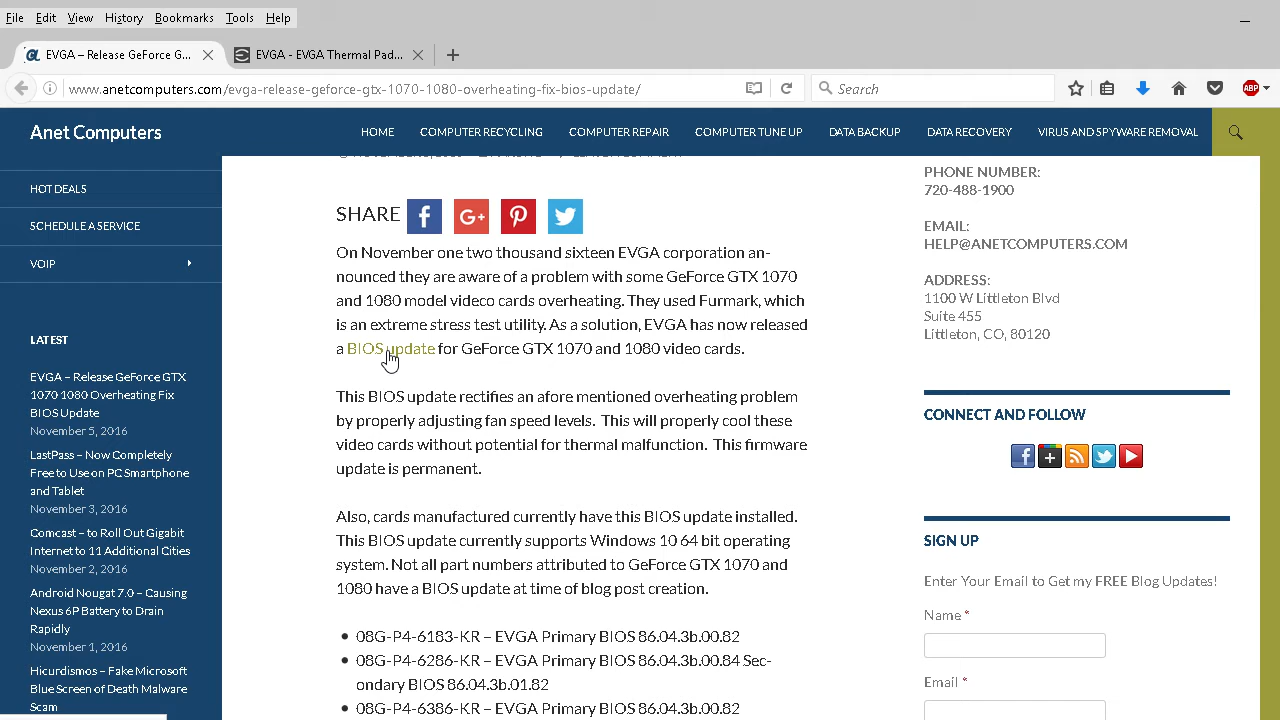 File Edit View History Bookmarks Tools Help
EVGA – Release GeForce G...
EVGA - EVGA Thermal Pad...
www.anetcomputers.com/evga-release-geforce-gtx-1070-1080-overheating-fix-bios-update/
Search
ABP
Anet Computers
HOME COMPUTER RECYCLING COMPUTER REPAIR COMPUTER TUNE UP DATA BACKUP DATA RECOVERY VIRUS AND SPYWARE REMOVAL
HOT DEALS
SCHEDULE A SERVICE
VOIP
LATEST
EVGA – Release GeForce GTX
1070 1080 Overheating Fix
BIOS Update
November 5, 2016
LastPass – Now Completely
Free to Use on PC Smartphone
and Tablet
November 3, 2016
Comcast – to Roll Out Gigabit
Internet to 11 Additional Cities
November 2, 2016
Android Nougat 7.0 – Causing
Nexus 6P Battery to Drain
Rapidly
November 1, 2016
Hicurdismos – Fake Microsoft
Blue Screen of Death Malware
Scam
SHARE
On November one two thousand sixteen EVGA corporation an-
nounced they are aware of a problem with some GeForce GTX 1070
and 1080 model videco cards overheating. They used Furmark, which
is an extreme stress test utility. As a solution, EVGA has now released
a BIOS update for GeForce GTX 1070 and 1080 video cards.
This BIOS update rectifies an afore mentioned overheating problem
by properly adjusting fan speed levels. This will properly cool these
video cards without potential for thermal malfunction. This firmware
update is permanent.
Also, cards manufactured currently have this BIOS update installed.
This BIOS update currently supports Windows 10 64 bit operating
system. Not all part numbers attributed to GeForce GTX 1070 and
1080 have a BIOS update at time of blog post creation.
08G-P4-6183-KR – EVGA Primary BIOS 86.04.3b.00.82
08G-P4-6286-KR – EVGA Primary BIOS 86.04.3b.00.84 Sec-
ondary BIOS 86.04.3b.01.82
08G-P4-6386-KR – EVGA Primary BIOS 86.04.3b.00.82
PHONE NUMBER:
720-488-1900
EMAIL:
HELP@ANETCOMPUTERS.COM
ADDRESS:
1100 W Littleton Blvd
Suite 455
Littleton, CO, 80120
CONNECT AND FOLLOW
SIGN UP
Enter Your Email to Get my FREE Blog Updates!
Name *
Email *